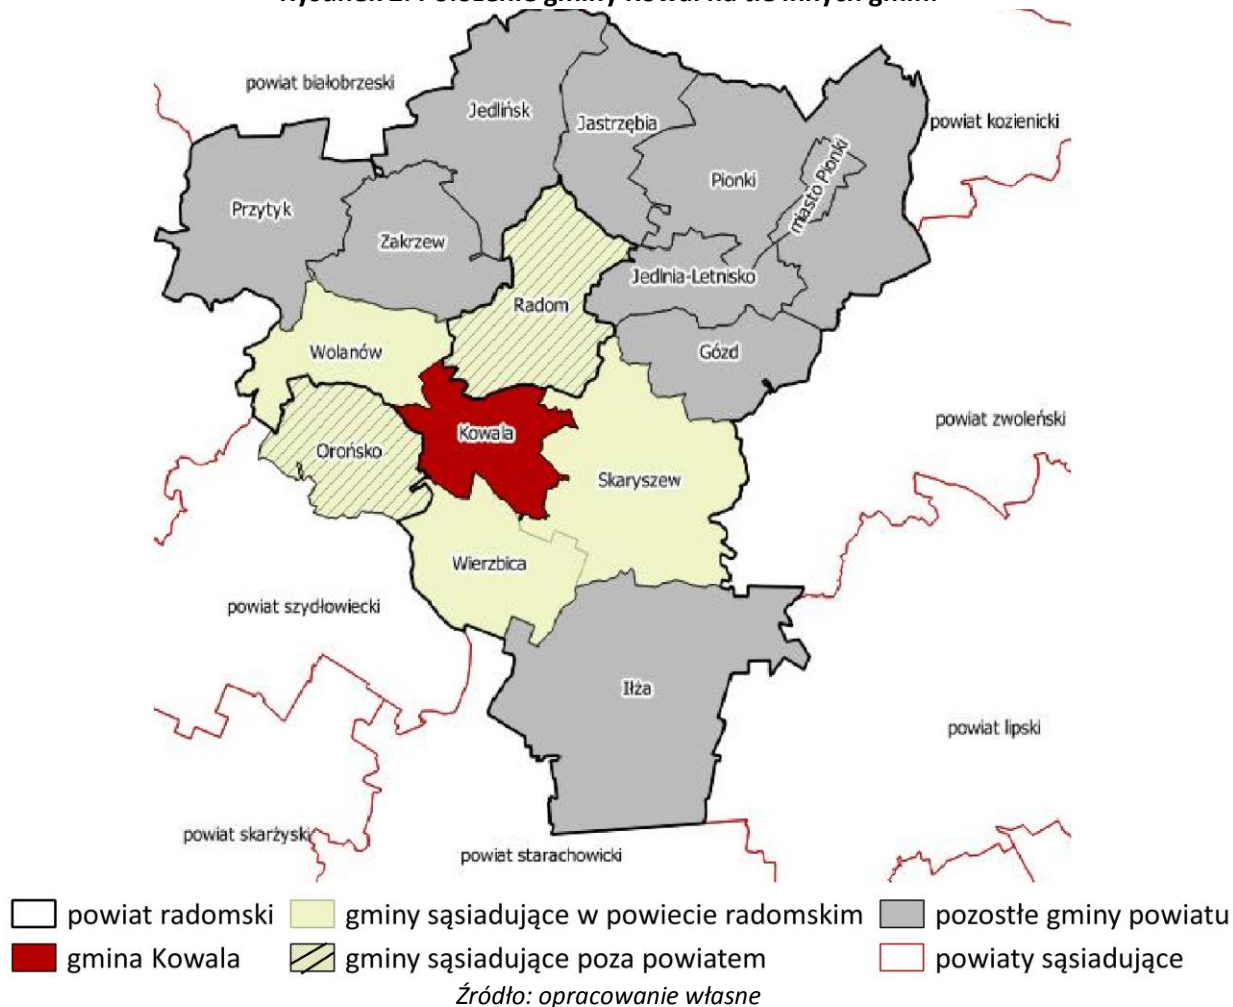 powiat białobrzeski
Jedlińsk
Jastrzębia
powiat kozienicki
Pionki
miasto Pionki
Przytyk
Zakrzew
Jedlnia-Letnisko
Radom
Wolanów
Gózd
powiat zwoleński
Kowala
Orońsko
Skaryszew
Wierzbica
powiat szydłowiecki
Iłża
powiat lipski
powiat skarżyski
powiat starachowicki
powiat radomski
gminy sąsiadujące w powiecie radomskim
pozostłe gminy powiatu
gmina Kowala
gminy sąsiadujące poza powiatem
powiaty sąsiadujące
Źródło: opracowanie własne